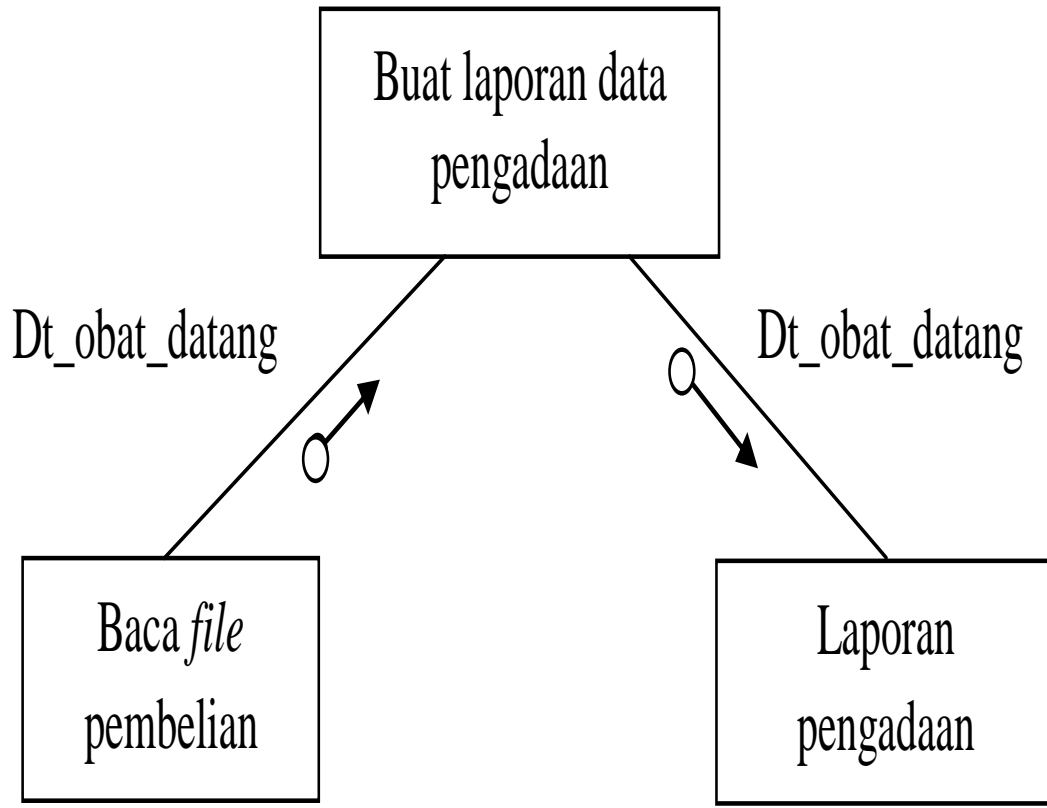 Buat laporan data
pengadaan
Dt_obat_datang
Dt_obat_datang
Baca file
pembelian
Laporan
pengadaan